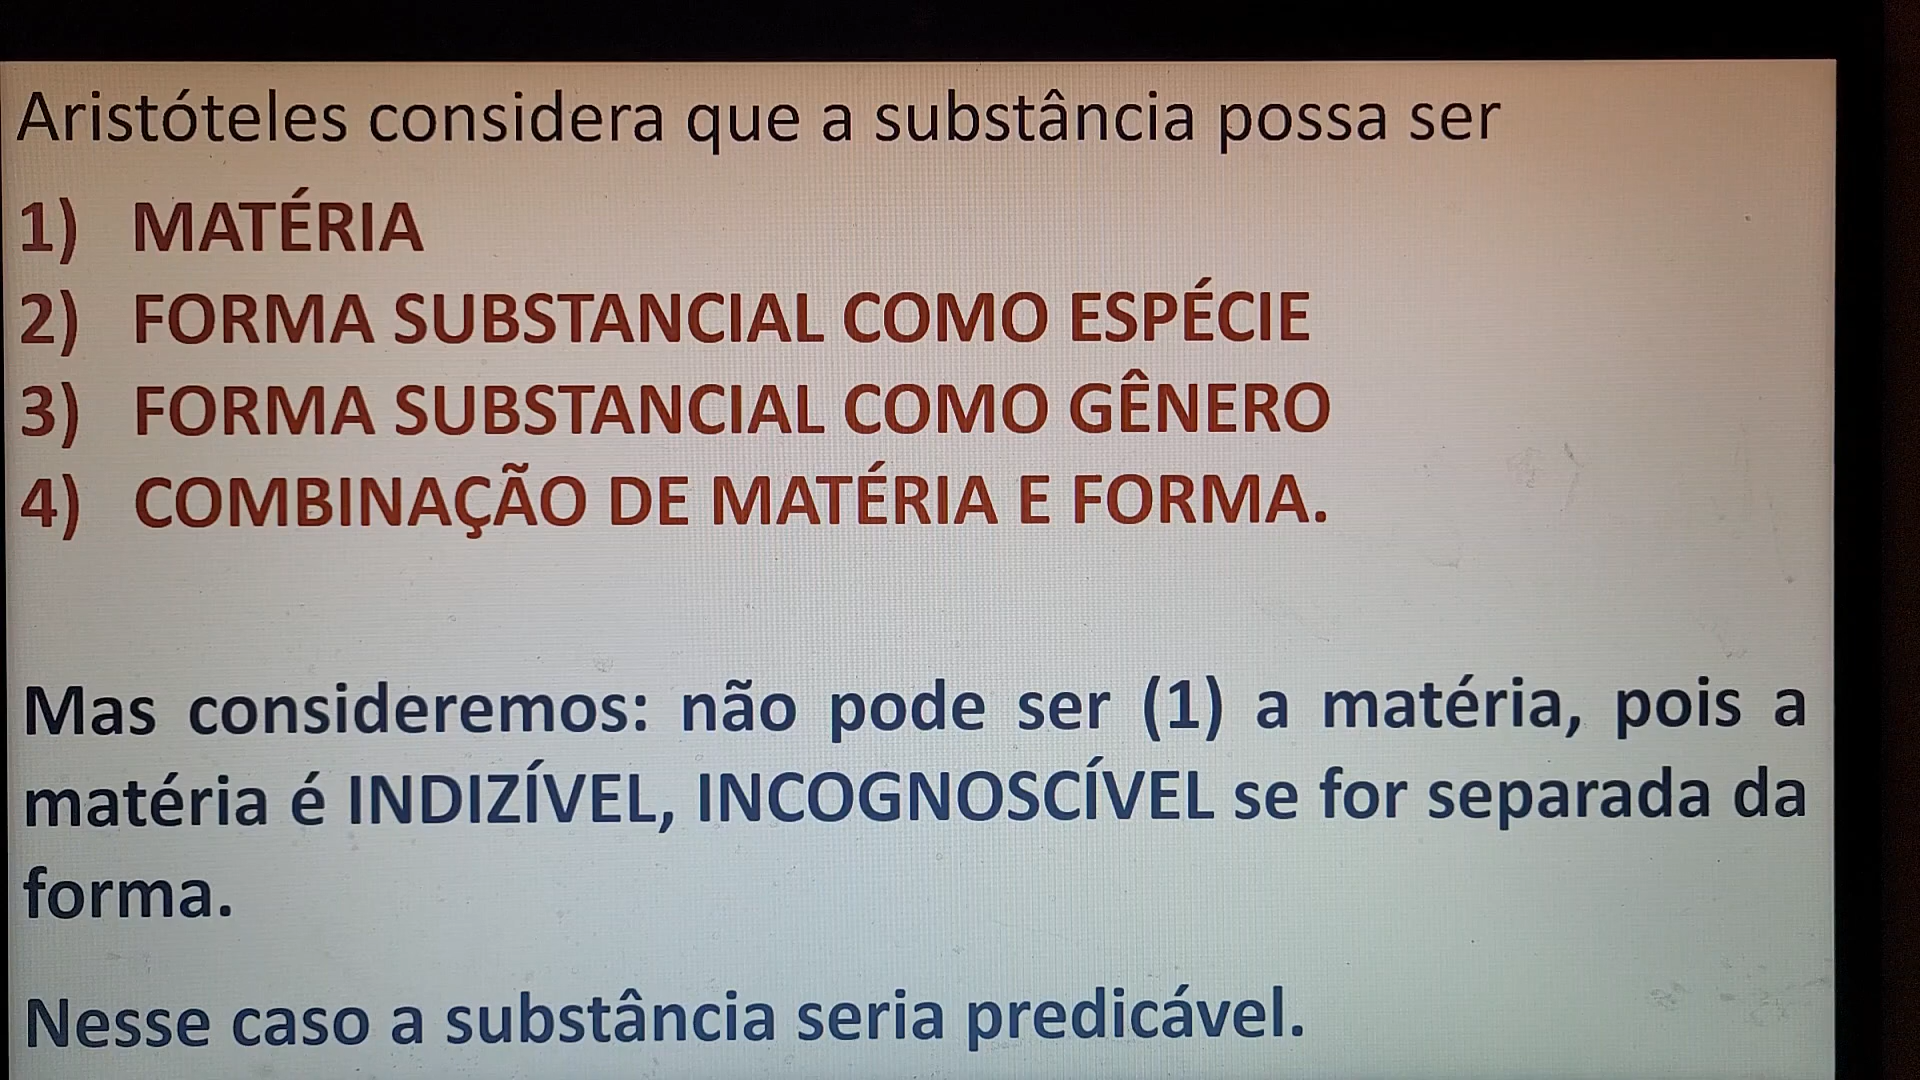 Aristóteles considera que a substância possa ser
1) MATÉRIA
2) FORMA SUBSTANCIAL COMO ESPÉCIE
3) FORMA SUBSTANCIAL COMO GÊNERO
4) COMBINAÇÃO DE MATÉRIA E FORMA.
Mas consideremos: não pode ser (1) a matéria, pois a
matéria é INDIZÍVEL, INCOGNOSCÍVEL se for separada da
forma.
Nesse caso a substância seria predicável.